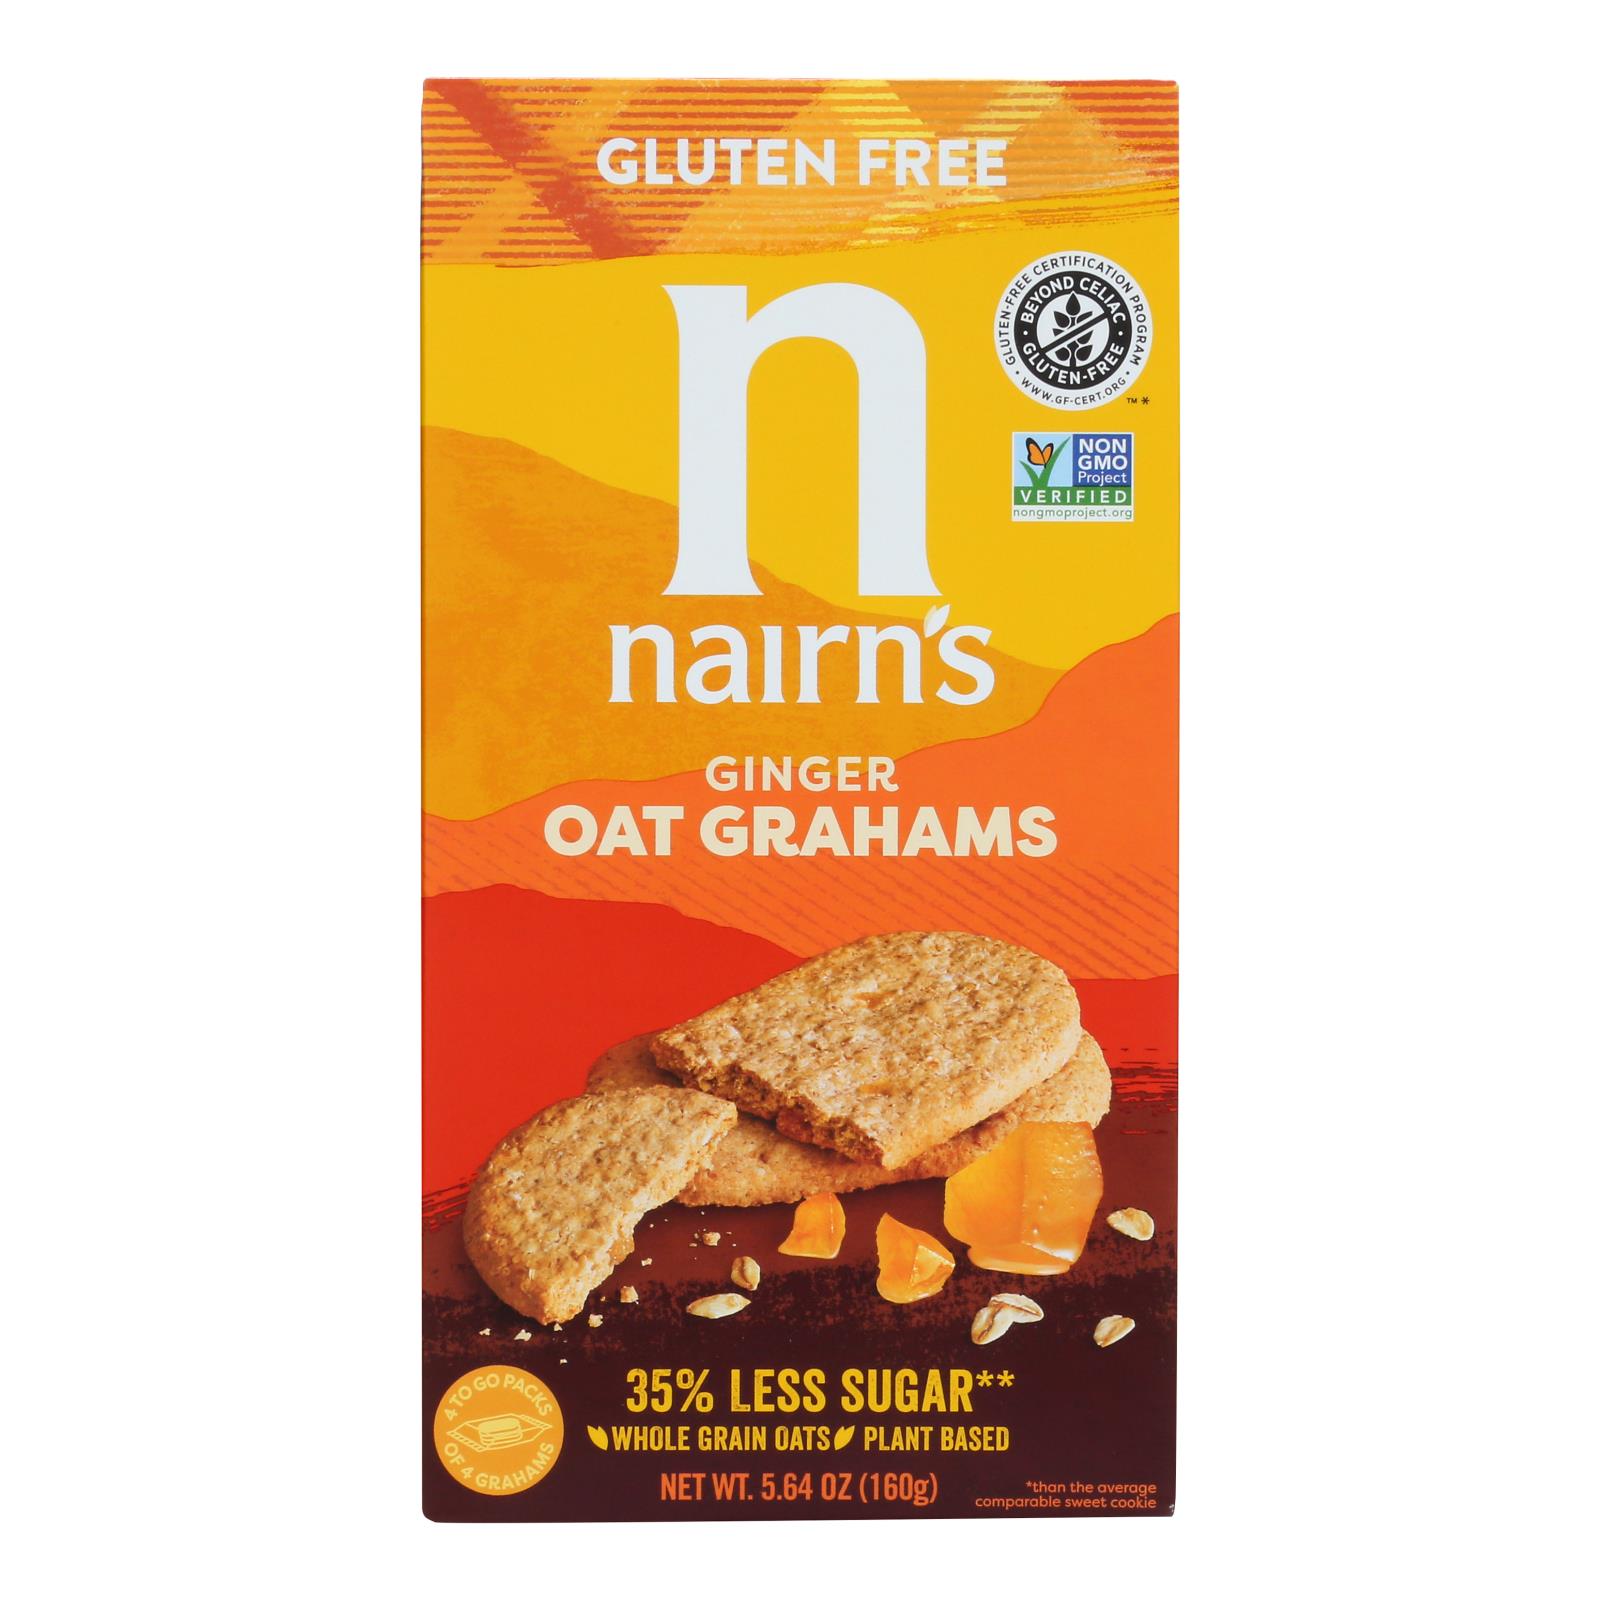 GLUTEN FREE
n
nairn's
GLUTEN-FREE CERTIFICATION PROGRAM
BEYOND CELIAC
GLUTEN-FREE
WWW.GF-CERT.ORG
™ *
NON
GMO
Project
VERIFIED
nongmoproject.org
GINGER
OAT GRAHAMS
35% LESS SUGAR**
WHOLE GRAIN OATS PLANT BASED
NET WT. 5.64 OZ (160g)
4 TO GO PACKS
OF 4 GRAHAMS
*than the average
comparable sweet cookie